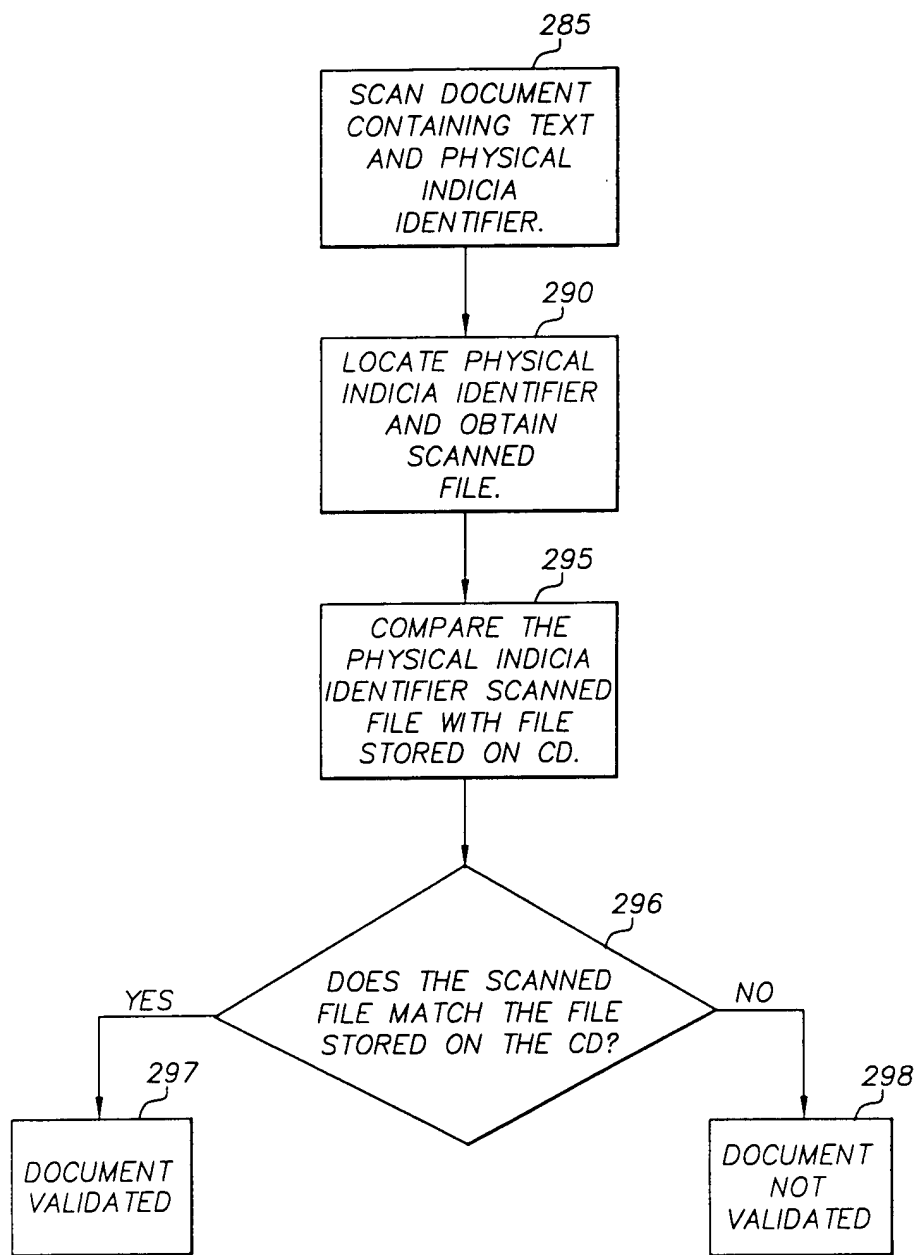 285
SCAN DOCUMENT
CONTAINING TEXT
AND PHYSICAL
INDICIA
IDENTIFIER.
290
LOCATE PHYSICAL
INDICIA IDENTIFIER
AND OBTAIN
SCANNED
FILE.
295
COMPARE THE
PHYSICAL INDICIA
IDENTIFIER SCANNED
FILE WITH FILE
STORED ON CD.
296
DOES THE SCANNED
FILE MATCH THE FILE
STORED ON THE CD?
YES
NO
297
DOCUMENT
VALIDATED
298
DOCUMENT
NOT
VALIDATED